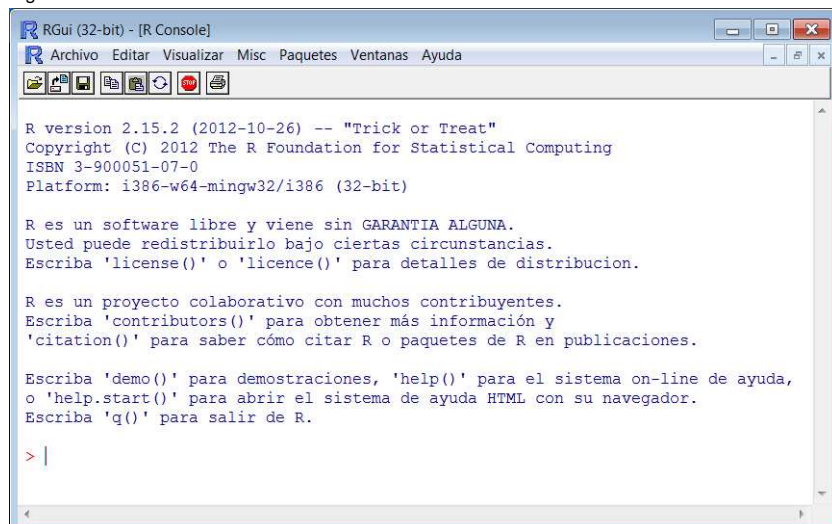 RGui (32-bit) - [R Console]
Archivo Editar Visualizar Misc Paquetes Ventanas Ayuda
STOP
R version 2.15.2 (2012-10-26) -- "Trick or Treat"
Copyright (C) 2012 The R Foundation for Statistical Computing
ISBN 3-900051-07-0
Platform: i386-w64-mingw32/i386 (32-bit)
R es un software libre y viene sin GARANTIA ALGUNA.
Usted puede redistribuirlo bajo ciertas circunstancias.
Escriba 'license()' o 'licence()' para detalles de distribucion.
R es un proyecto colaborativo con muchos contribuyentes.
Escriba 'contributors()' para obtener más información y
'citation()' para saber cómo citar R o paquetes de R en publicaciones.
Escriba 'demo()' para demostraciones, 'help()' para el sistema on-line de ayuda,
o 'help.start()' para abrir el sistema de ayuda HTML con su navegador.
Escriba 'q()' para salir de R.
>